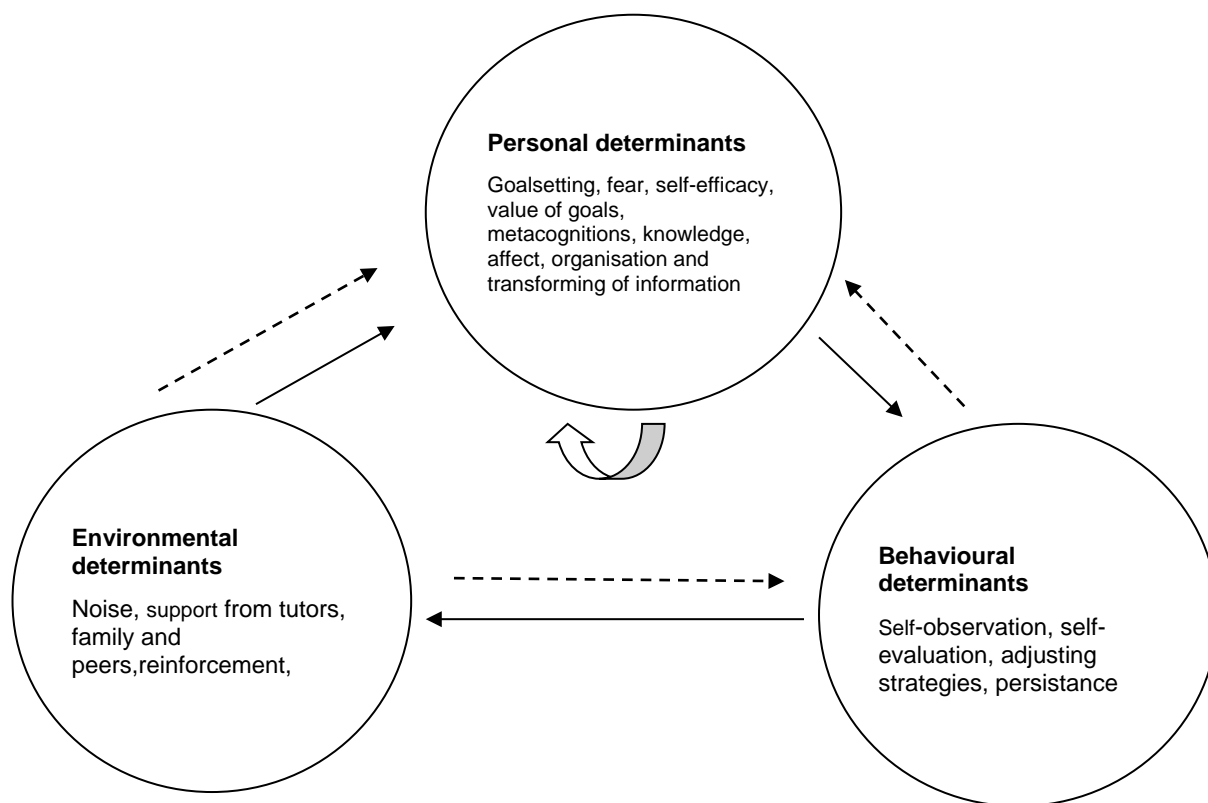 Personal determinants
Goalsetting, fear, self-efficacy,
value of goals,
metacognitions, knowledge,
affect, organisation and
transforming of information
Environmental
determinants
Noise, support from tutors,
family and
peers,reinforcement,
Behavioural
determinants
Self-observation, self-
evaluation, adjusting
strategies, persistance